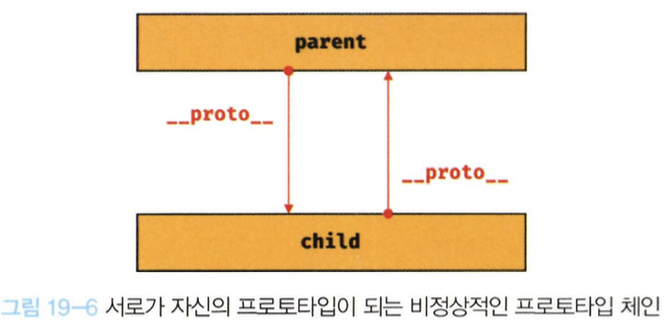 parent
__proto__
__proto__
child
그림 19-6 서로가 자신의 프로토타입이 되는 비정상적인 프로토타입 체인